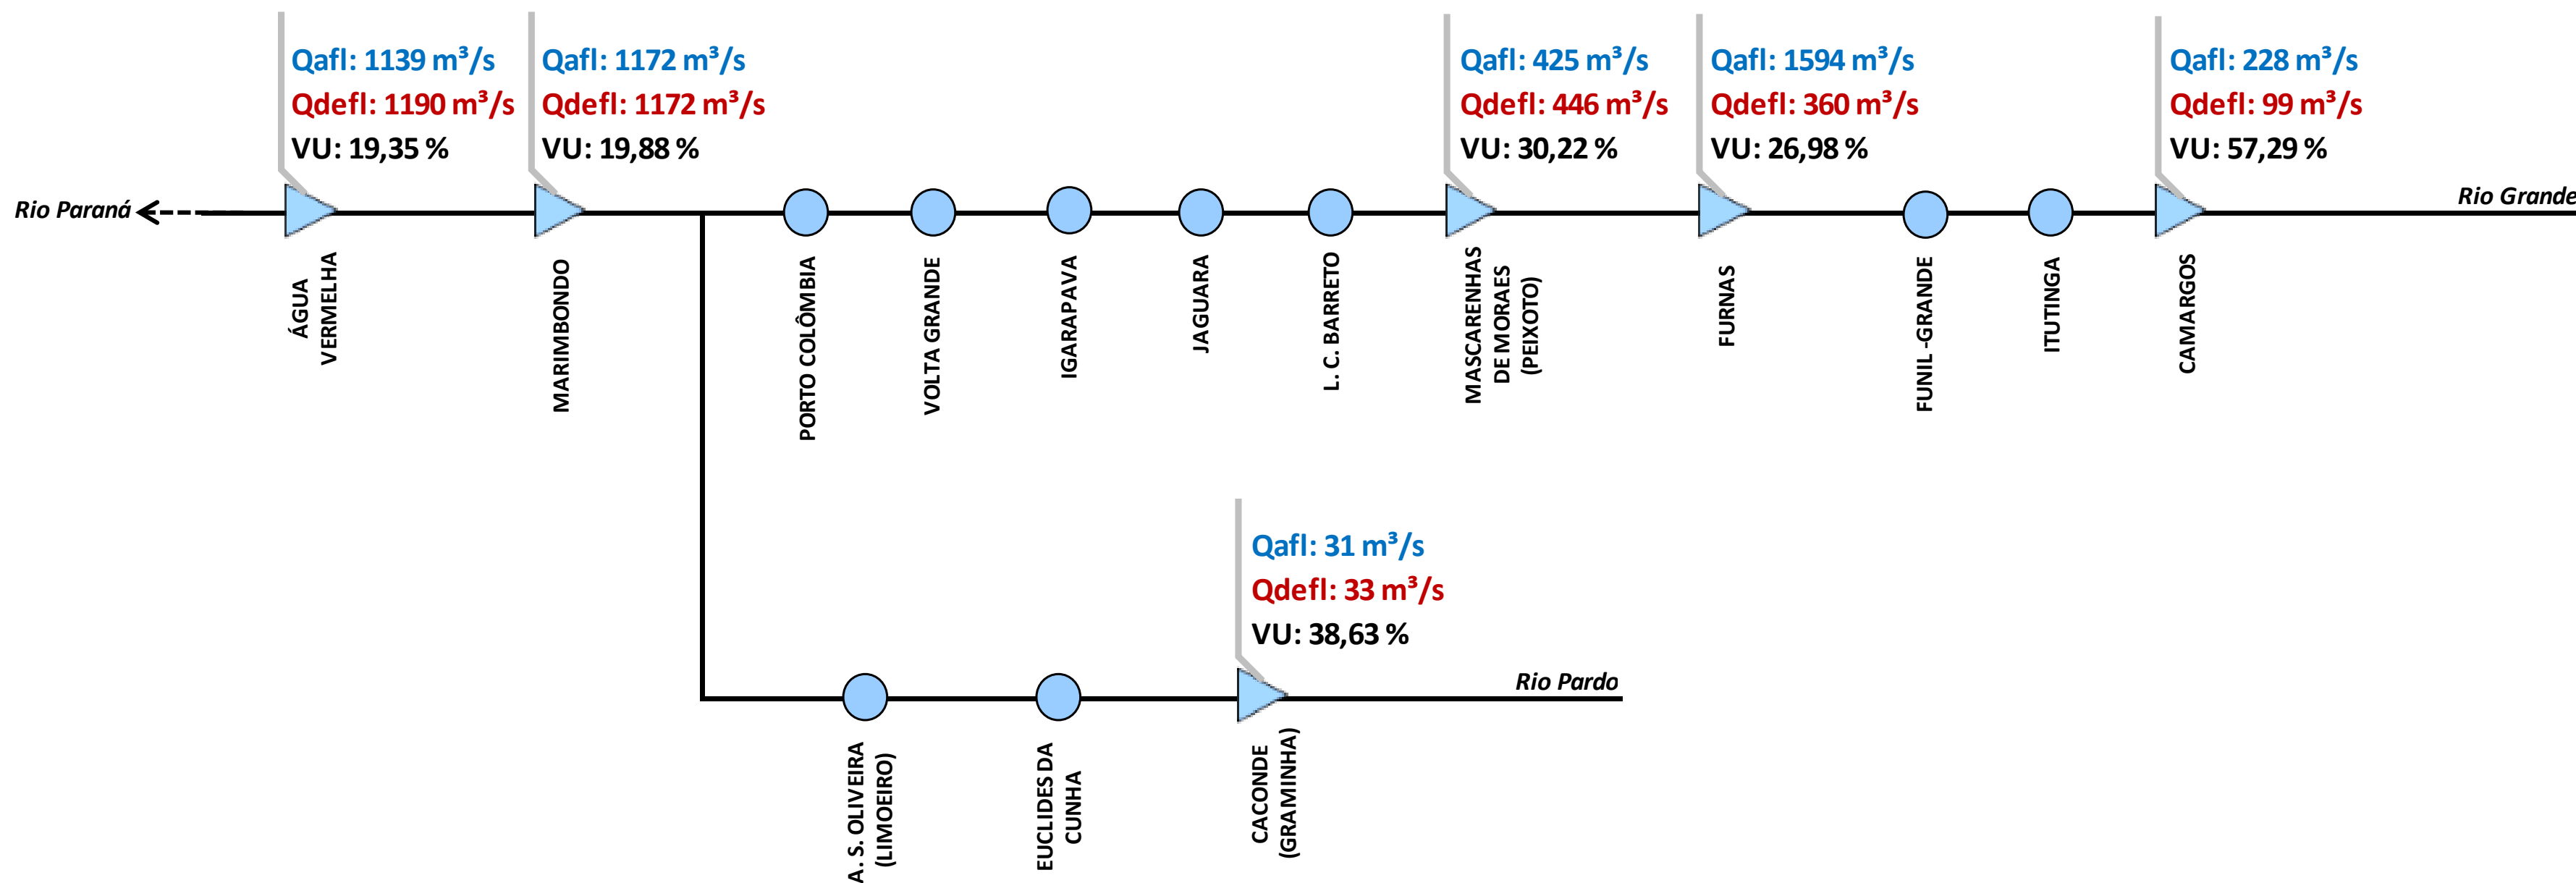 Qafl: 1139 m³/s
Qdefl: 1190 m³/s
VU: 19,35 %
Qafl: 1172 m³/s
Qdefl: 1172 m³/s
VU: 19,88 %
Qafl: 425 m³/s
Qdefl: 446 m³/s
VU: 30,22 %
Qafl: 1594 m³/s
Qdefl: 360 m³/s
VU: 26,98 %
Qafl: 228 m³/s
Qdefl: 99 m³/s
VU: 57,29 %
Rio Paraná
Rio Grande
ÁGUA
VERMELHA
MARIMBONDO
PORTO COLÔMBIA
VOLTA GRANDE
IGARAPAVA
JAGUARA
L. C. BARRETO
MASCARENHAS
DE MORAES
(PEIXOTO)
FURNAS
FUNIL -GRANDE
ITUTINGA
CAMARGOS
Qafl: 31 m³/s
Qdefl: 33 m³/s
VU: 38,63 %
Rio Pardo
A. S. OLIVEIRA
(LIMOEIRO)
EUCLIDES DA
CUNHA
CACONDE
(GRAMINHA)